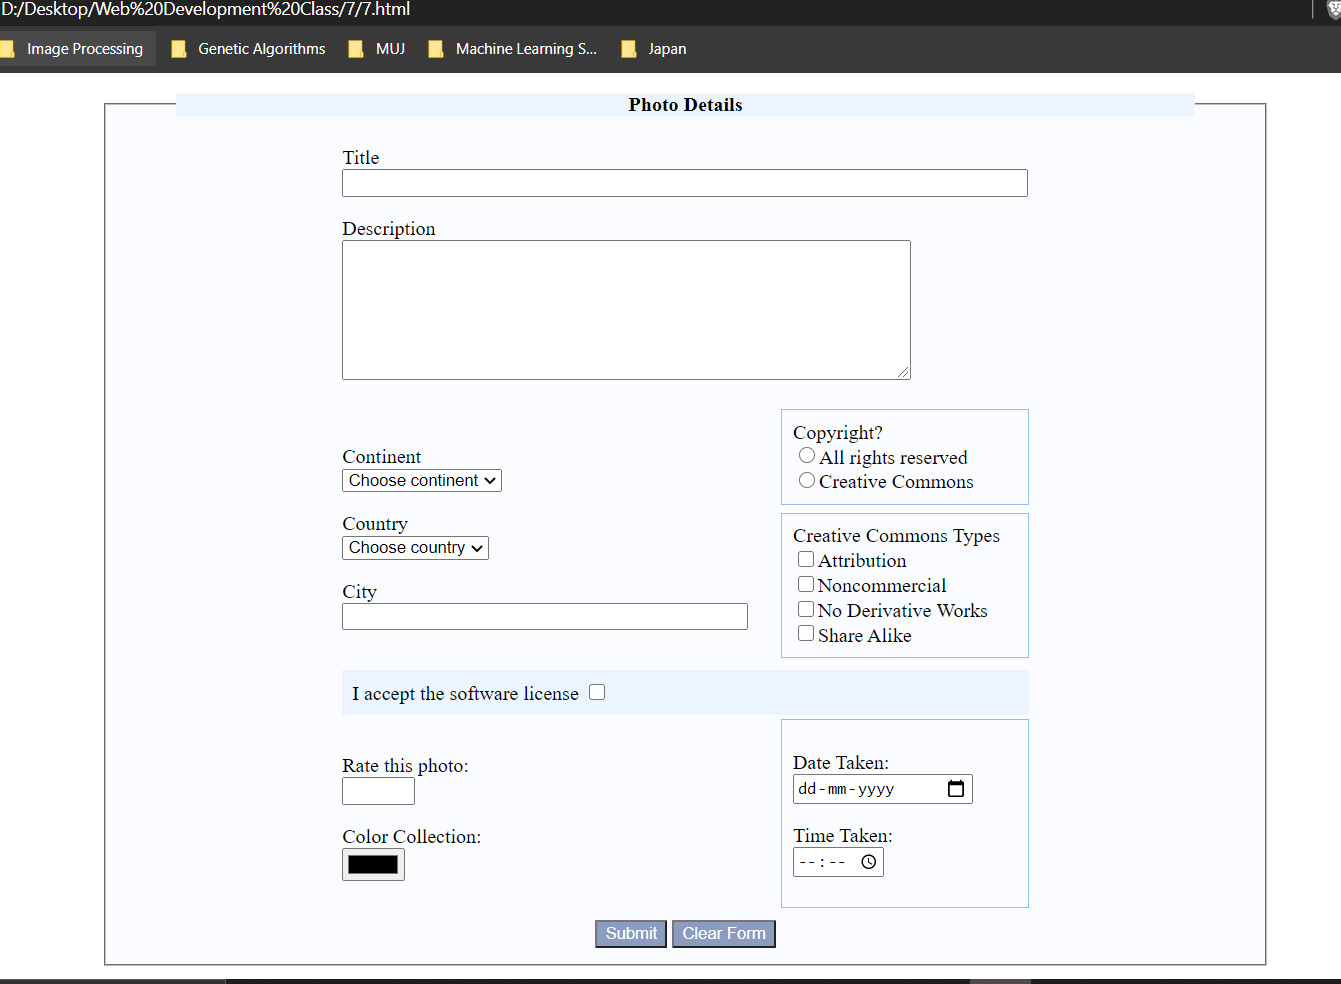 D:/Desktop/Web%20Development%20Class/7/7.html
Image Processing Genetic Algorithms MUJ Machine Learning S... Japan
Photo Details
Title
Description
Continent
Choose continent
Country
Choose country
City
Copyright?
All rights reserved
Creative Commons
Creative Commons Types
Attribution
Noncommercial
No Derivative Works
Share Alike
I accept the software license
Rate this photo:
Color Collection:
Date Taken:
dd-mm-yyyy
Time Taken:
--:--
Submit Clear Form